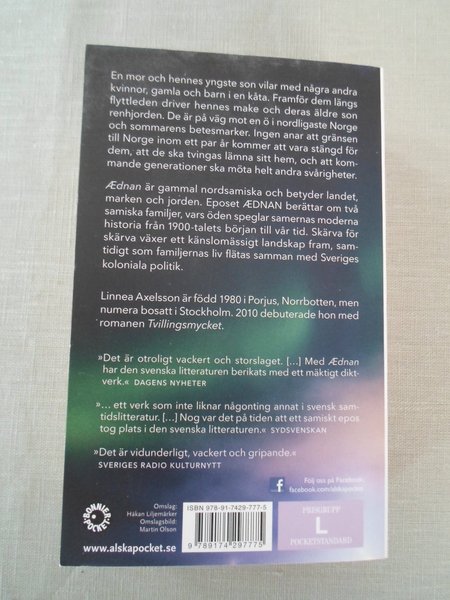 En mor och hennes yngste son vilar med några andra
kvinnor, gamla och barn i en kåta. Framför dem längs
flyttleden driver hennes make och deras äldre son
renhjorden. De är på väg mot en ö i nordligaste Norge
och sommarens betesmarker. Ingen anar att gränsen
till Norge inom ett par år kommer att vara stängd för
dem, att de ska tvingas lämna sitt hem, och att kom-
mande generationer ska möta helt andra svårigheter.
Ædnan är gammal nordsamiska och betyder landet,
marken och jorden. Eposet ÆDNAN berättar om två
samiska familjer, vars öden speglar samernas moderna
historia från 1900-talets början till vår tid. Skärva för
skärva växer ett känslomässigt landskap fram, sam-
tidigt som familjernas liv flätas samman med Sveriges
koloniala politik.
Linnea Axelsson är född 1980 i Porjus, Norrbotten, men
numera bosatt i Stockholm. 2010 debuterade hon med
romanen Tvillingsmycket.
»Det är otroligt vackert och storslaget. [...] Med Ædnan
har den svenska litteraturen berikats med ett mäktigt dikt-
verk.« DAGENS NYHETER
»... ett verk som inte liknar någonting annat i svensk sam-
tidslitteratur. [...] Nog var det på tiden att ett samiskt epos
tog plats i den svenska litteraturen.« SYDSVENSKAN
»Det är vidunderligt, vackert och gripande.«
SVERIGES RADIO KULTURNYTT
f
Följ oss på Facebook,
facebook.com/alskapocket
BONNIER
POCKET
Omslag:
Håkan Liljemärker
Omslagsbild:
Martin Olson
www.alskapocket.se
ISBN 978-91-7429-777-5
9 789174 297775
PRISGRUPP
L
POCKETSTANDARD